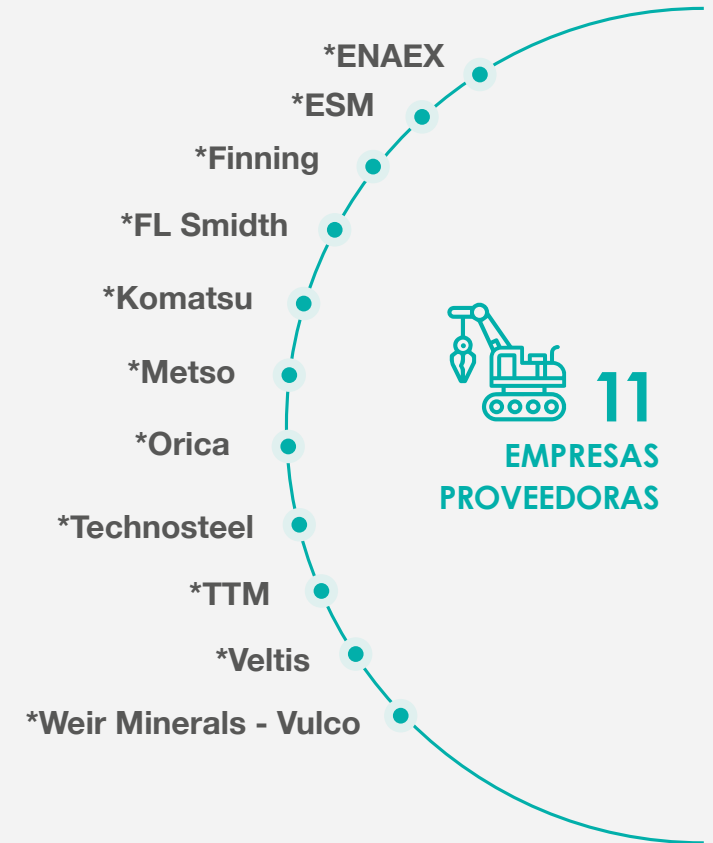 *ENAEX
*ESM
*Finning
*FL Smidth
*Komatsu
*Metso
*Orica
*Technosteel
*TTM
*Veltis
*Weir Minerals - Vulco
11
EMPRESAS
PROVEEDORAS